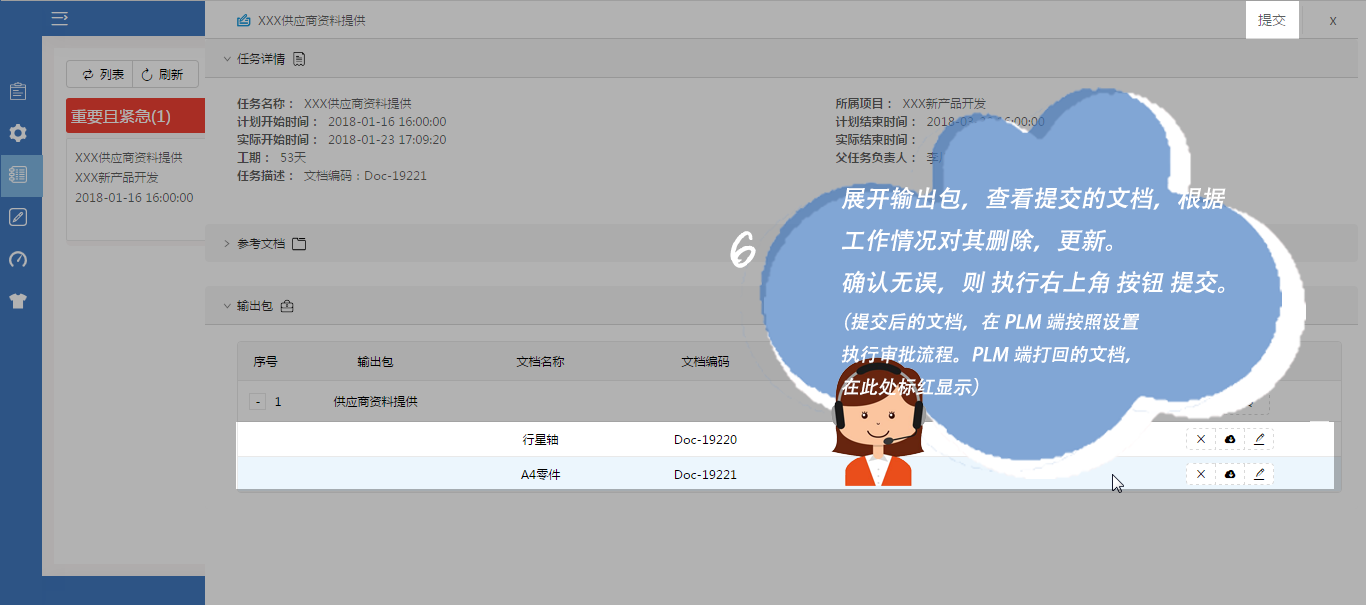 XXX供应商资料提供
提交
x
任务详情
列表
刷新
重要且紧急(1)
XXX供应商资料提供
XXX新产品开发
2018-01-16 16:00:00
任务名称： XXX供应商资料提供
所属项目： XXX新产品开发
计划开始时间： 2018-01-16 16:00:00
计划结束时间： 2018-0 6:00:00
实际开始时间： 2018-01-23 17:09:20
实际结束时间：
工期： 53天
父任务负责人： 李
任务描述： 文档编码：Doc-19221
参考文档
输出包
6
展开输出包，查看提交的文档，根据
工作情况对其删除，更新。
确认无误，则 执行右上角 按钮 提交。
(提交后的文档，在 PLM 端按照设置
执行审批流程。PLM 端打回的文档，
在此处标红显示)
序号 输出包 文档名称 文档编码
- 1 供应商资料提供
行星轴 Doc-19220
A4零件 Doc-19221